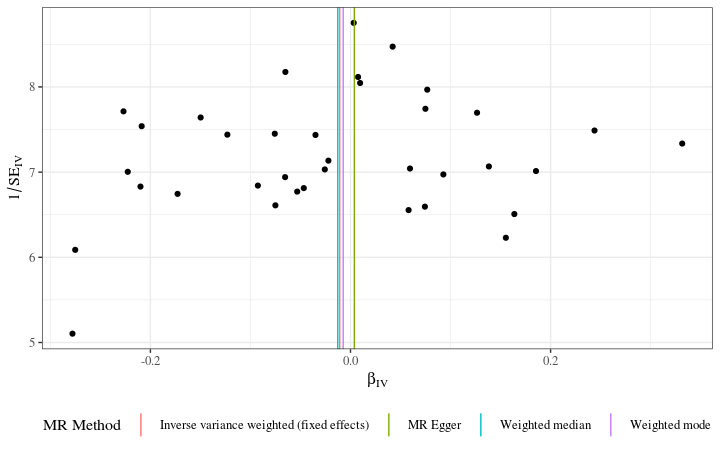 8
7
6
5
1/SE_IV
-0.2 0.0 0.2
β_IV
MR Method Inverse variance weighted (fixed effects) MR Egger Weighted median Weighted mode